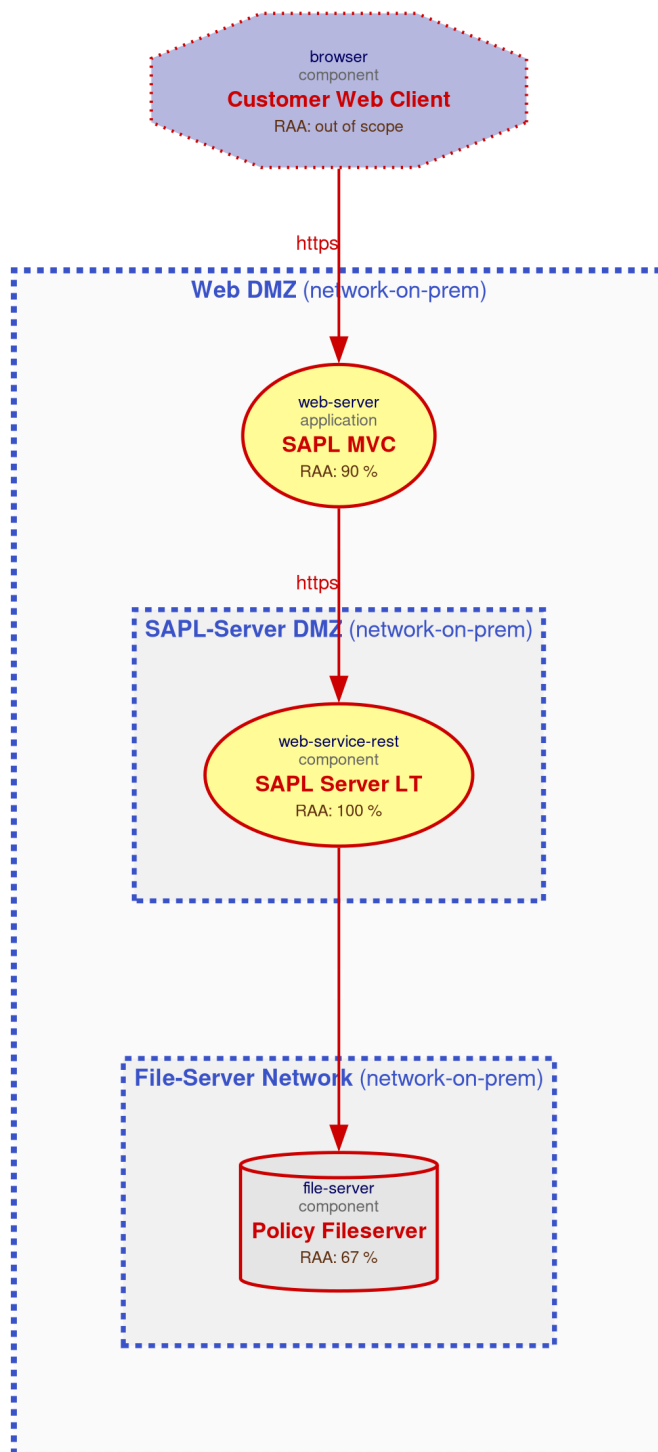 browser
component
Customer Web Client
RAA: out of scope
https
Web DMZ (network-on-prem)
web-server
application
SAPL MVC
RAA: 90 %
https
SAPL-Server DMZ (network-on-prem)
web-service-rest
component
SAPL Server LT
RAA: 100 %
File-Server Network (network-on-prem)
file-server
component
Policy Fileserver
RAA: 67 %